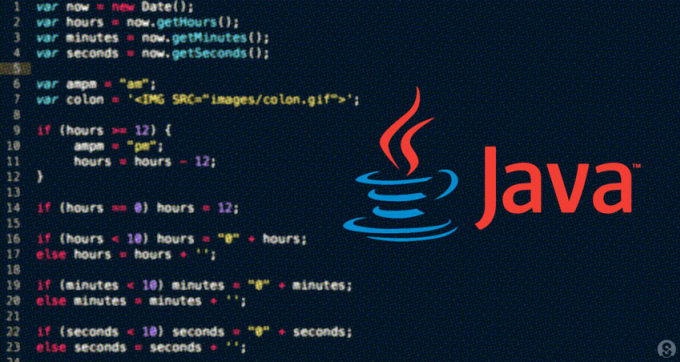 1 var now = new Date();
2 var hours = now.getHours();
3 var minutes = now.getMinutes();
4 var seconds = now.getSeconds();
5
6 var ampm = "am";
7 var colon = '<IMG SRC="images/colon.gif">';
8
9 if (hours >= 12) {
10 ampm = "pm";
11 hours = hours - 12;
12 }
13
14 if (hours == 0) hours = 12;
15
16 if (hours < 10) hours = "0" + hours;
17 else hours = hours + '';
18
19 if (minutes < 10) minutes = "0" + minutes;
20 else minutes = minutes + '';
21
22 if (seconds < 10) seconds = "0" + seconds;
23 else seconds = seconds + '';
24
Java™